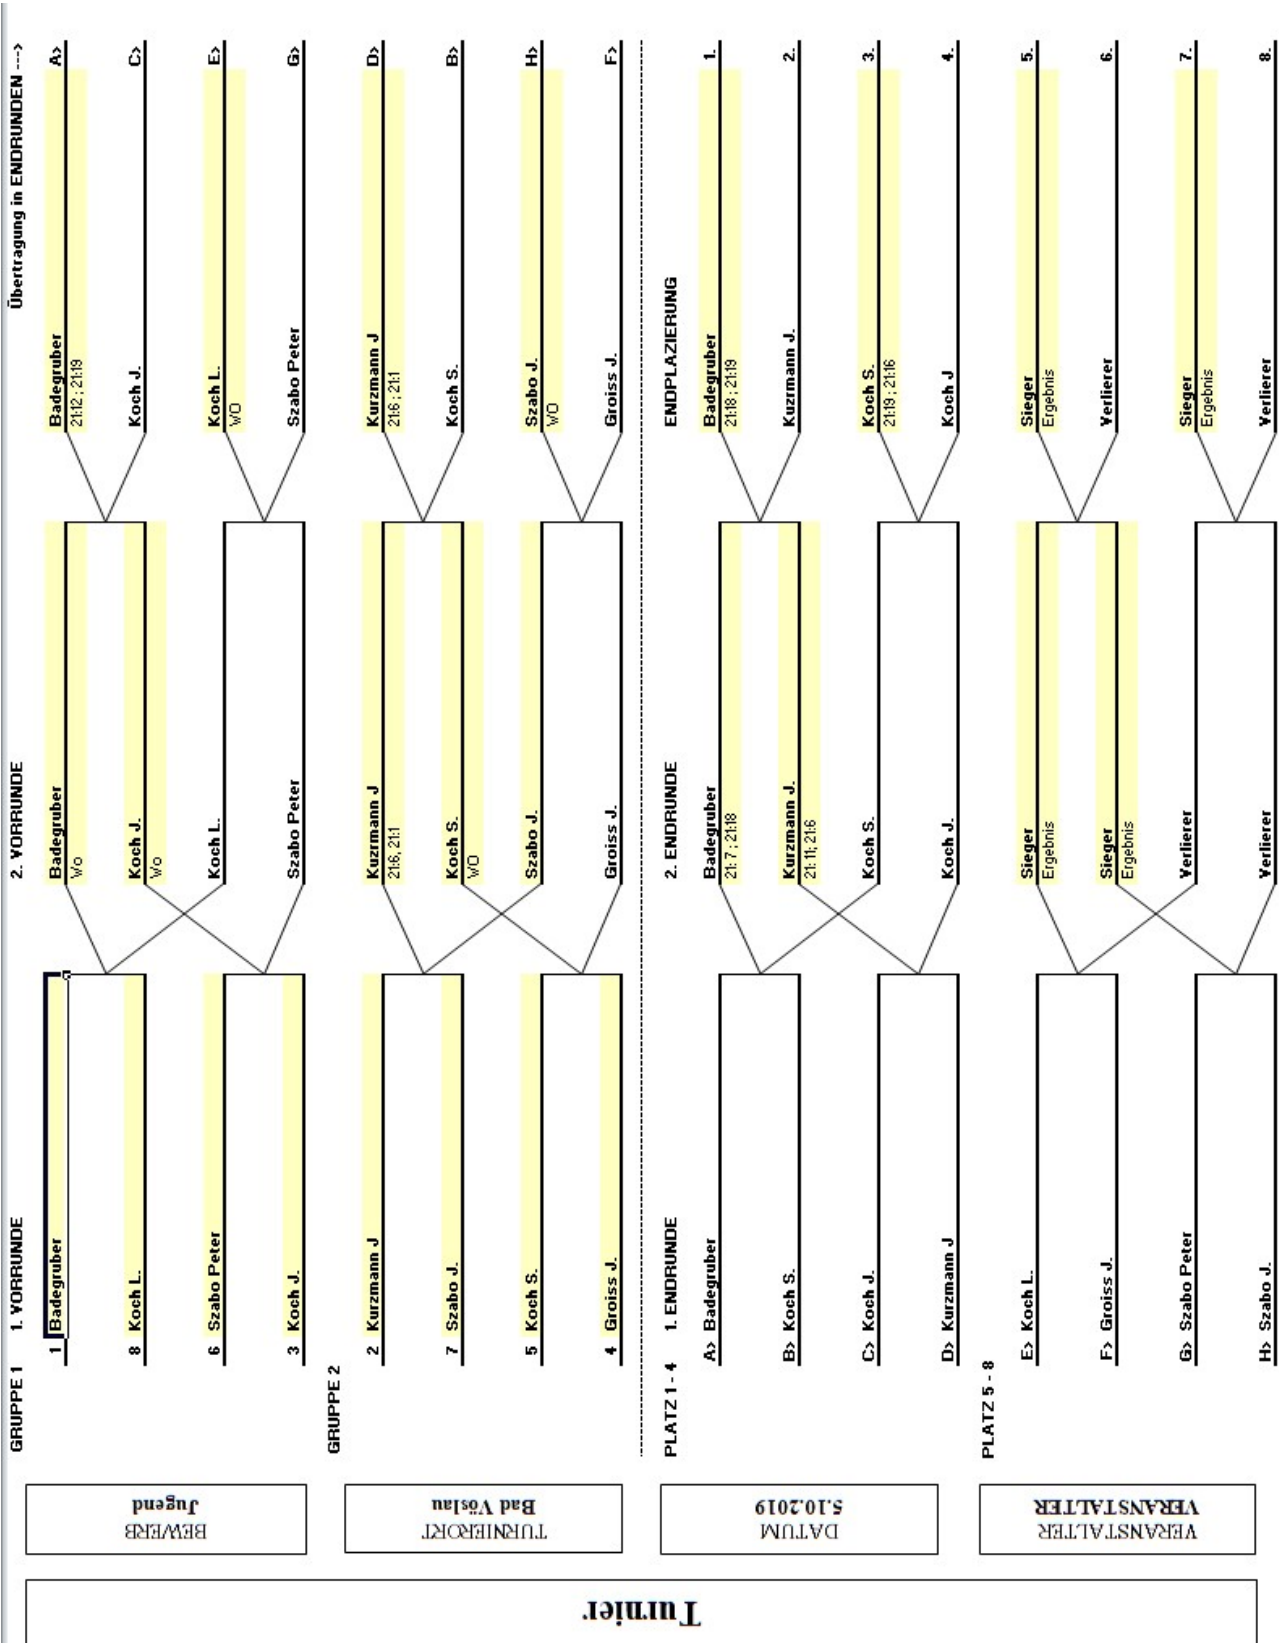 Turnier
BEWERB
Jugend
TURNIERORT
Bad Vöslau
DATUM
5.10.2019
VERANSTALTER
VERANSTALTER
GRUPPE 1
1. VORRUNDE
2. VORRUNDE
Übertragung in ENDRUNDEN --->
1 Badegruber
8 Koch L.
6 Szabo Peter
3 Koch J.
Badegruber
Wo
Koch J.
Wo
Koch L.
Szabo Peter
Badegruber A>
21:12 ; 21:19
Koch J. C>
Koch L. E>
WO
Szabo Peter G>
GRUPPE 2
2 Kurzmann J
7 Szabo J.
5 Koch S.
4 Groiss J.
Kuzrmann J
21:6, 21:1
Koch S.
WO
Szabo J.
Groiss J.
Kurzmann J D>
21:6 ; 21:1
Koch S. B>
Szabo J. H>
WO
Groiss J. F>
PLATZ 1 - 4
1. ENDRUNDE
2. ENDRUNDE
ENDPLAZIERUNG
A> Badegruber
B> Koch S.
C> Koch J.
D> Kurzmann J
Badegruber
21: 7 ; 21:18
Kurzmann J.
21: 11; 21:6
Koch S.
Koch J.
Badegruber 1.
21:18 ; 21:19
Kuzrmann J. 2.
Koch S. 3.
21:19 ; 21:16
Koch J 4.
PLATZ 5 - 8
E> Koch L.
F> Groiss J.
G> Szabo Peter
H> Szabo J.
Sieger
Ergebnis
Sieger
Ergebnis
Verlierer
Verlierer
Sieger 5.
Ergebnis
Verlierer 6.
Sieger 7.
Ergebnis
Verlierer 8.